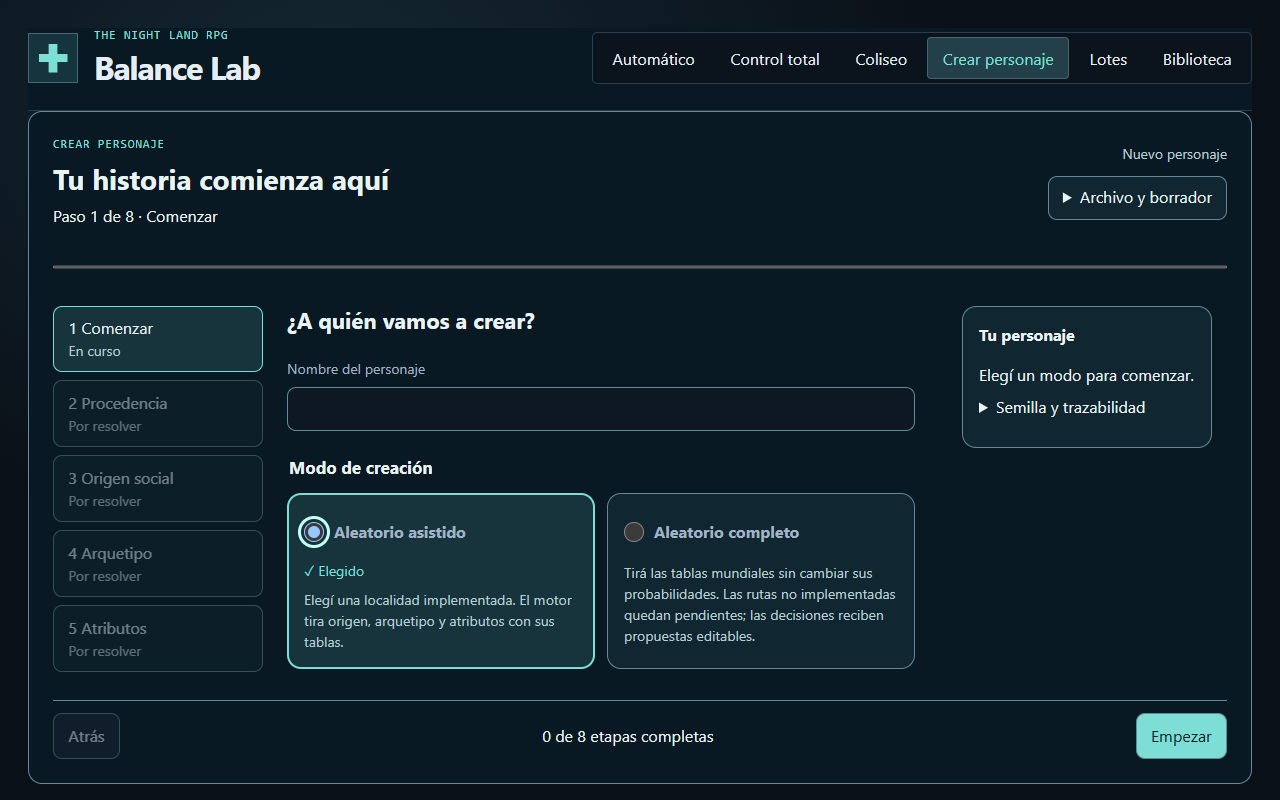 THE NIGHT LAND RPG
Balance Lab
Automático
Control total
Coliseo
Crear personaje
Lotes
Biblioteca
CREAR PERSONAJE
Tu historia comienza aquí
Paso 1 de 8 · Comenzar
Nuevo personaje
▶ Archivo y borrador
1 Comenzar
En curso
2 Procedencia
Por resolver
3 Origen social
Por resolver
4 Arquetipo
Por resolver
5 Atributos
Por resolver
¿A quién vamos a crear?
Nombre del personaje
Modo de creación
Aleatorio asistido
✓ Elegido
Elegí una localidad implementada. El motor
tira origen, arquetipo y atributos con sus
tablas.
Aleatorio completo
Tirá las tablas mundiales sin cambiar sus
probabilidades. Las rutas no implementadas
quedan pendientes; las decisiones reciben
propuestas editables.
Tu personaje
Elegí un modo para comenzar.
▶ Semilla y trazabilidad
Atrás
0 de 8 etapas completas
Empezar